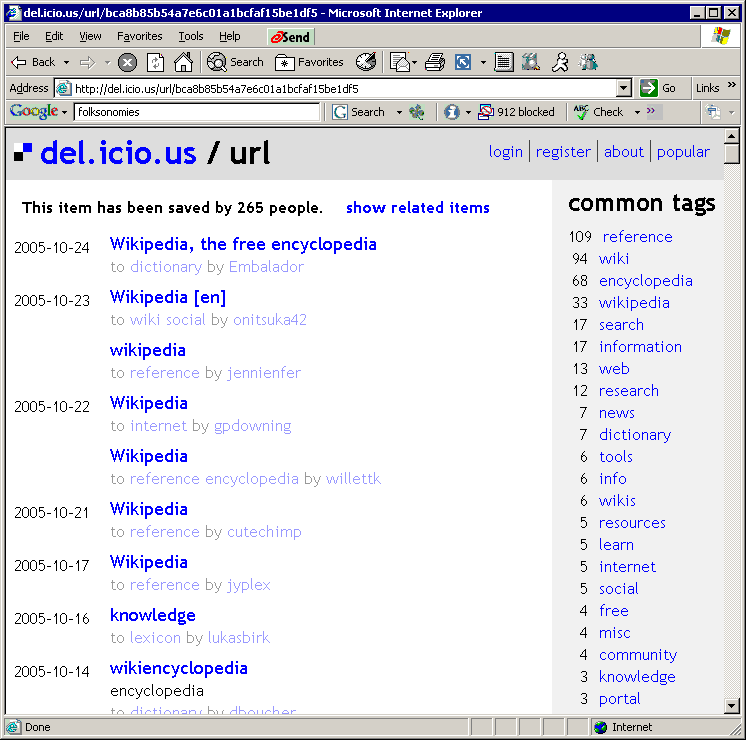 del.icio.us/url/bca8b85b54a7e6c01a1bcfaf15be1df5 - Microsoft Internet Explorer
File Edit View Favorites Tools Help Send
Back Search Favorites
Address http://del.icio.us/url/bca8b85b54a7e6c01a1bcfaf15be1df5 Go Links »
Google folksonomies Search 912 blocked ABC Check »
del.icio.us / url
login | register | about | popular
This item has been saved by 265 people. show related items
2005-10-24 Wikipedia, the free encyclopedia
to dictionary by Embalador
2005-10-23 Wikipedia [en]
to wiki social by onitsuka42
wikipedia
to reference by jennienfer
2005-10-22 Wikipedia
to internet by gpdowning
Wikipedia
to reference encyclopedia by willettk
2005-10-21 Wikipedia
to reference by cutechimp
2005-10-17 Wikipedia
to reference by jyplex
2005-10-16 knowledge
to lexicon by lukasbirk
2005-10-14 wikiencyclopedia
encyclopedia
to dictionary by dboucher
common tags
109 reference
94 wiki
68 encyclopedia
33 wikipedia
17 search
17 information
13 web
12 research
7 news
7 dictionary
6 tools
6 info
6 wikis
5 resources
5 learn
5 internet
5 social
4 free
4 misc
4 community
3 knowledge
3 portal
Done Internet